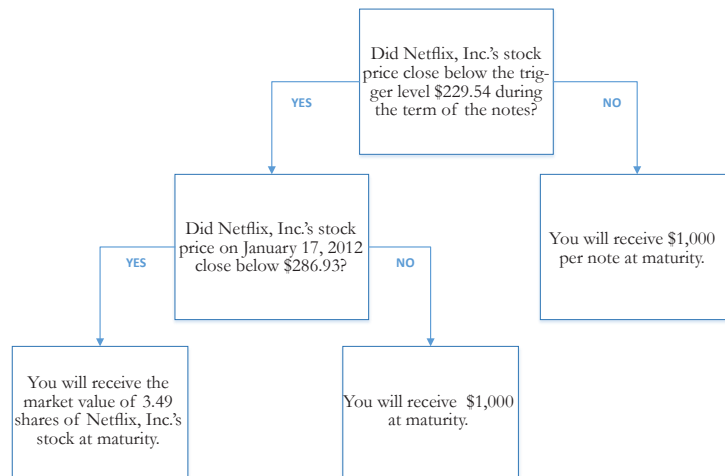 Did Netflix, Inc.'s stock
price close below the trig-
ger level $229.54 during
the term of the notes?
YES
NO
Did Netflix, Inc.'s stock
price on January 17, 2012
close below $286.93?
You will receive $1,000
per note at maturity.
YES
NO
You will receive the
market value of 3.49
shares of Netflix, Inc.'s
stock at maturity.
You will receive $1,000
at maturity.